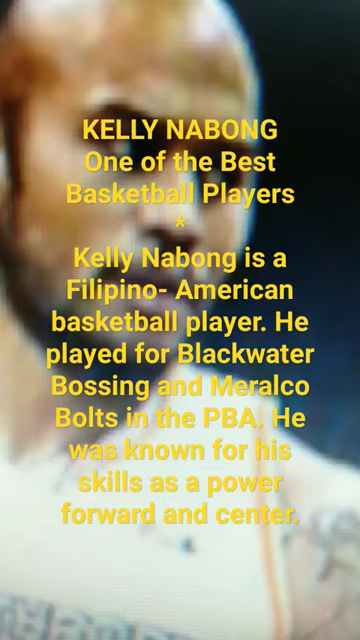 KELLY NABONG
One of the Best
Basketball Players
*
Kelly Nabong is a
Filipino- American
basketball player. He
played for Blackwater
Bossing and Meralco
Bolts in the PBA. He
was known for his
skills as a power
forward and center.